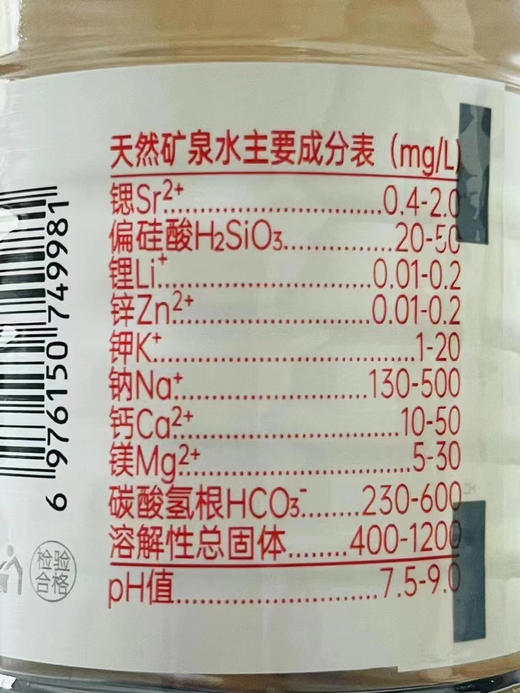 天然矿泉水主要成分表（mg/L）
锶Sr²⁺....................0.4-2.0
偏硅酸H₂SiO₃............20-50
锂Li⁺.....................0.01-0.2
锌Zn²⁺...................0.01-0.2
钾K⁺..........................1-20
钠Na⁺...................130-500
钙Ca²⁺.....................10-50
镁Mg²⁺......................5-30
碳酸氢根HCO₃⁻.......230-600
溶解性总固体........400-1200
pH值....................7.5-9.0
6 976150 749981
检验
合格